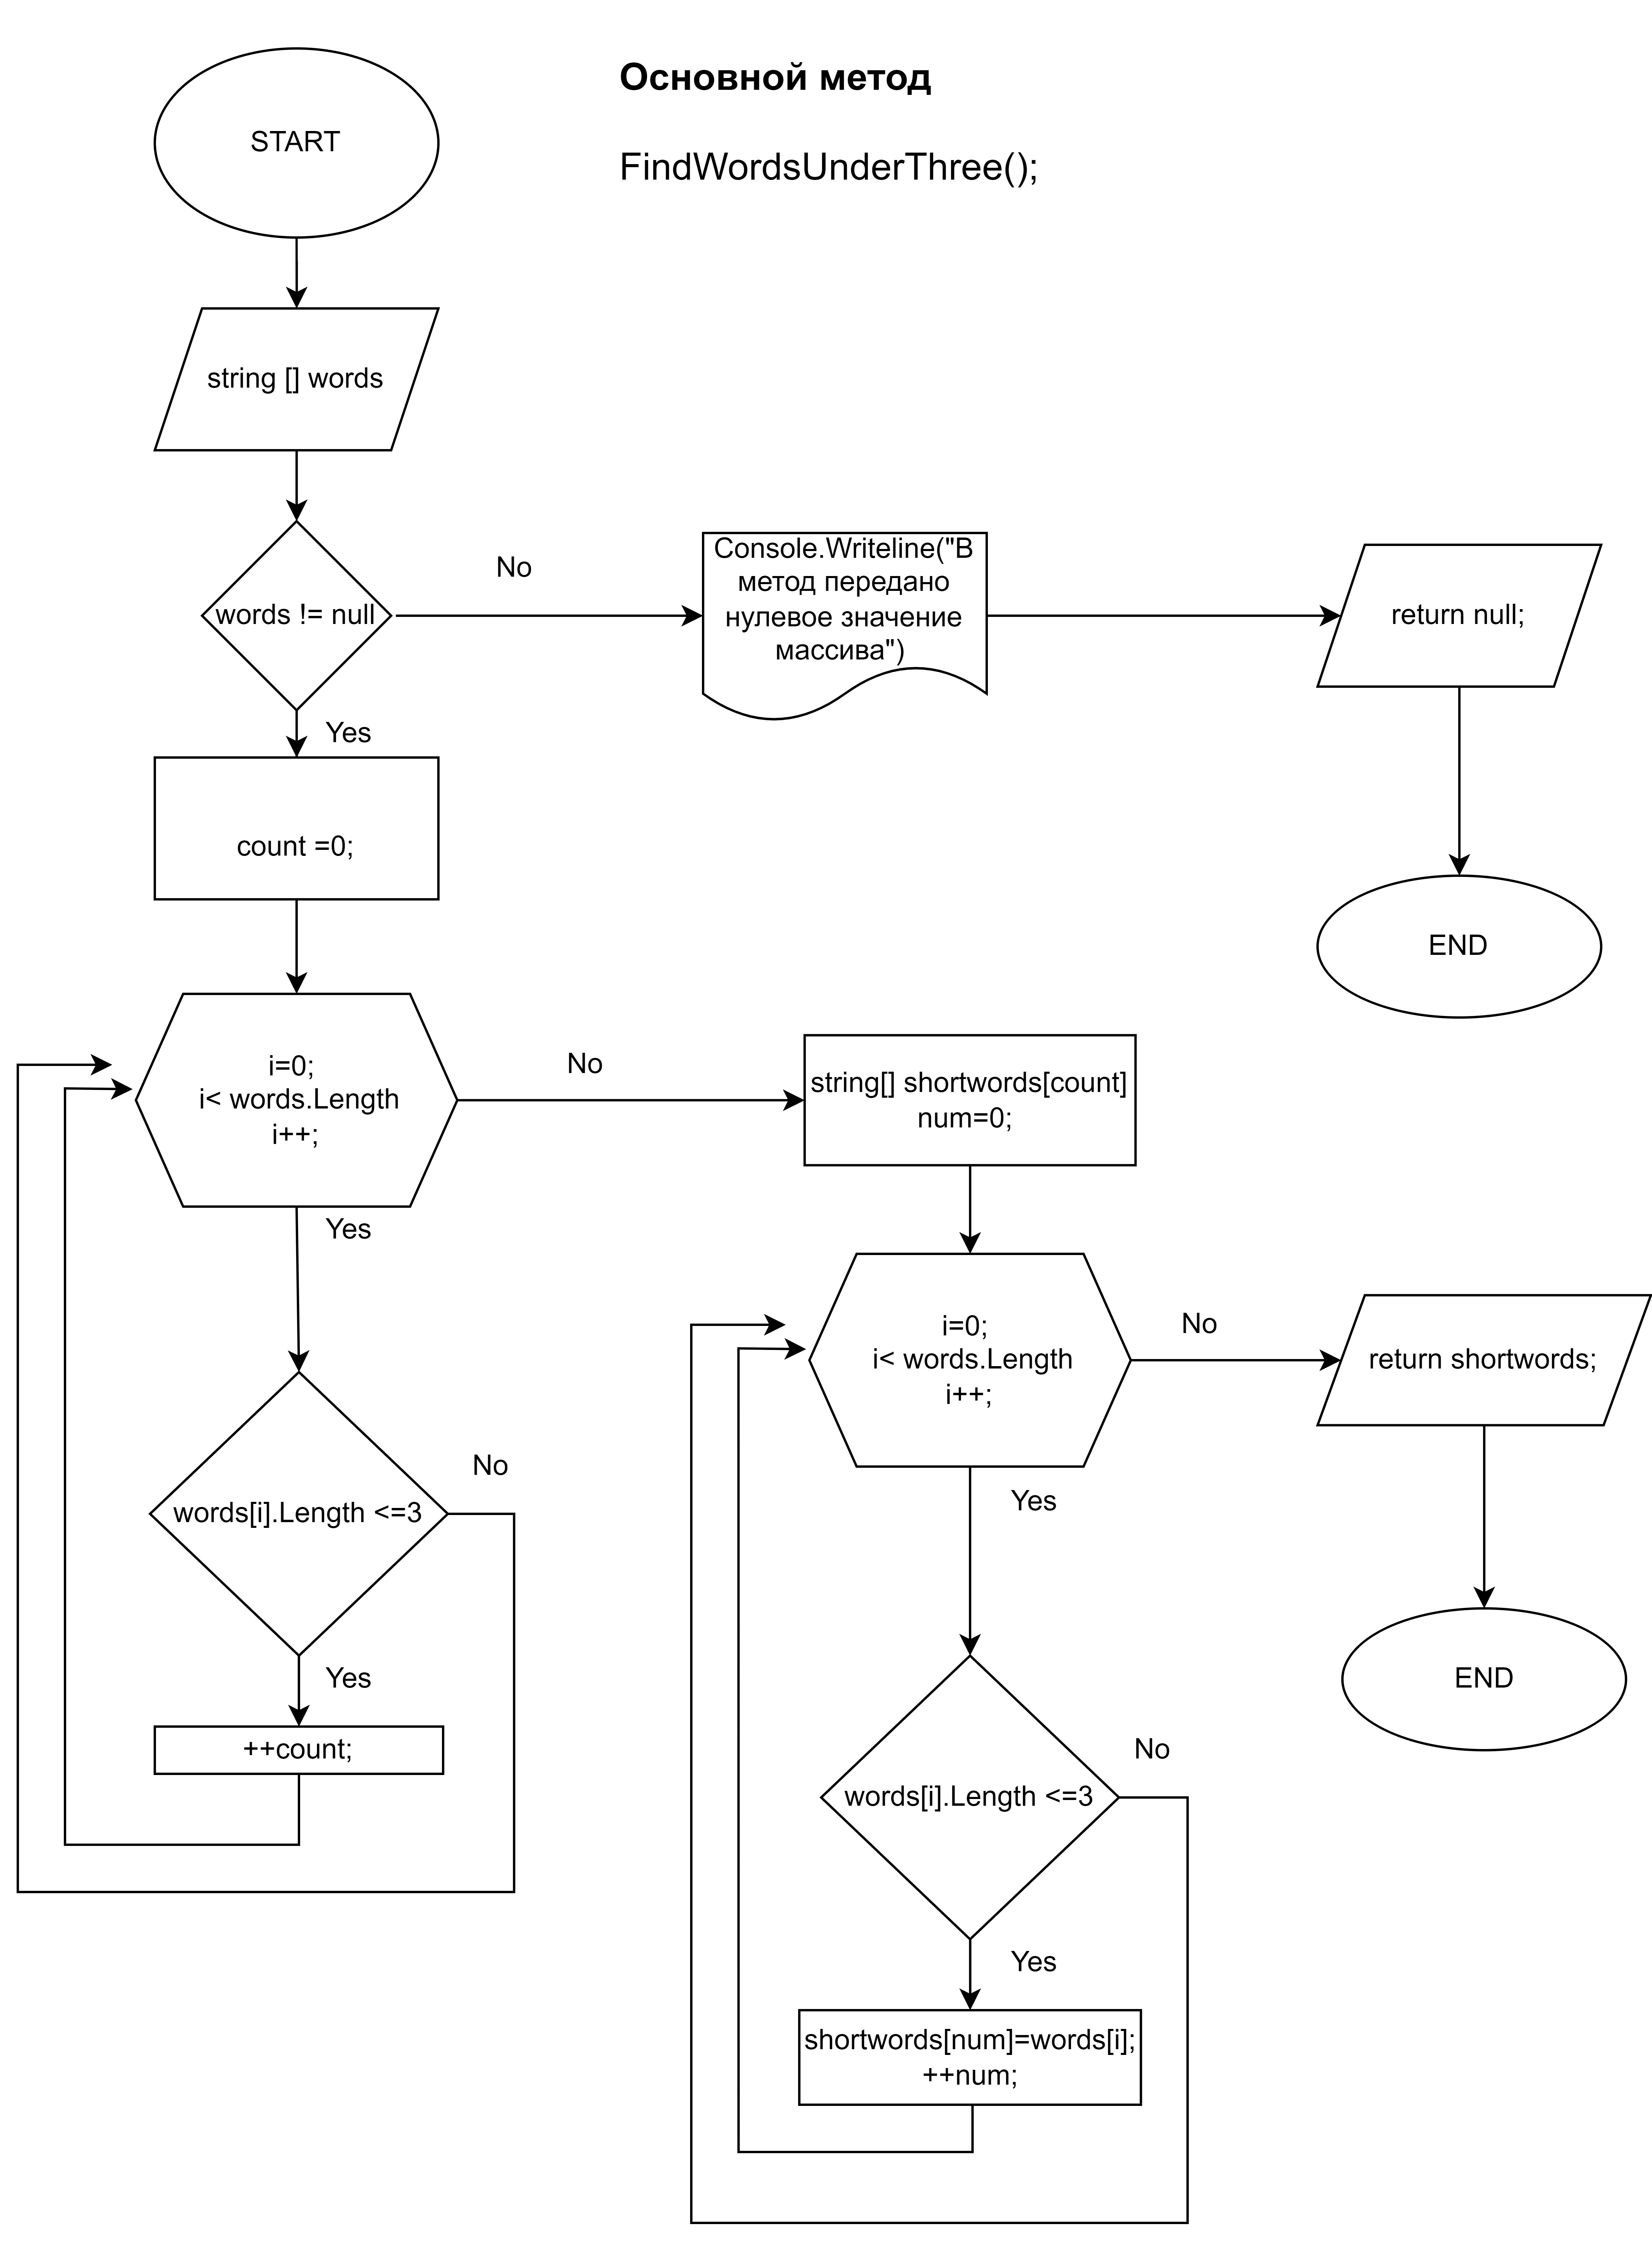 Основной метод
START
FindWordsUnderThree();
string [] words
No
Console.Writeline("В
метод передано
нулевое значение
массива")
words != null
return null;
Yes
count =0;
END
i=0;
i< words.Length
i++;
No
string[] shortwords[count]
num=0;
Yes
i=0;
i< words.Length
i++;
No
return shortwords;
No
words[i].Length <=3
Yes
Yes
END
++count;
No
words[i].Length <=3
Yes
shortwords[num]=words[i];
++num;